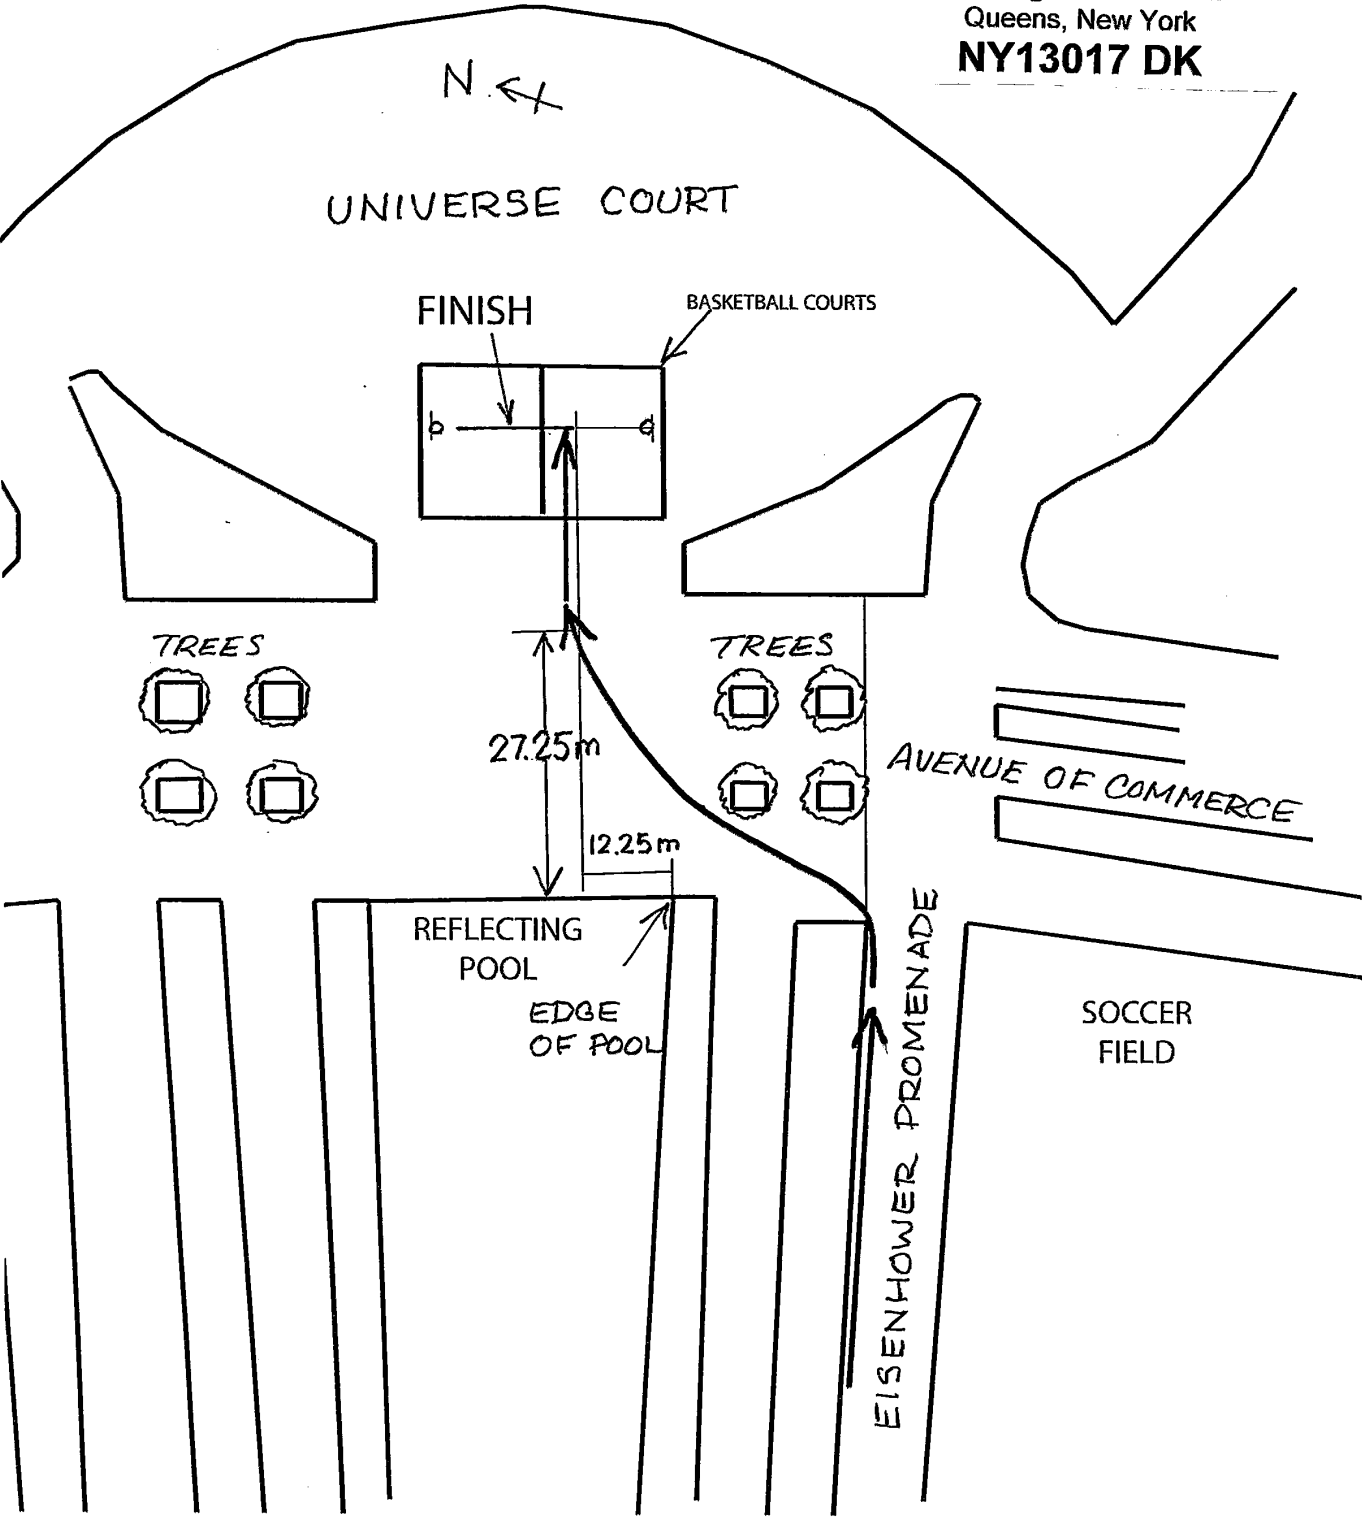 Queens, New York
NY13017 DK
N
UNIVERSE COURT
FINISH
BASKETBALL COURTS
TREES
TREES
27.25m
AVENUE OF COMMERCE
12.25m
REFLECTING
POOL
EDGE
OF POOL
EISENHOWER PROMENADE
SOCCER
FIELD